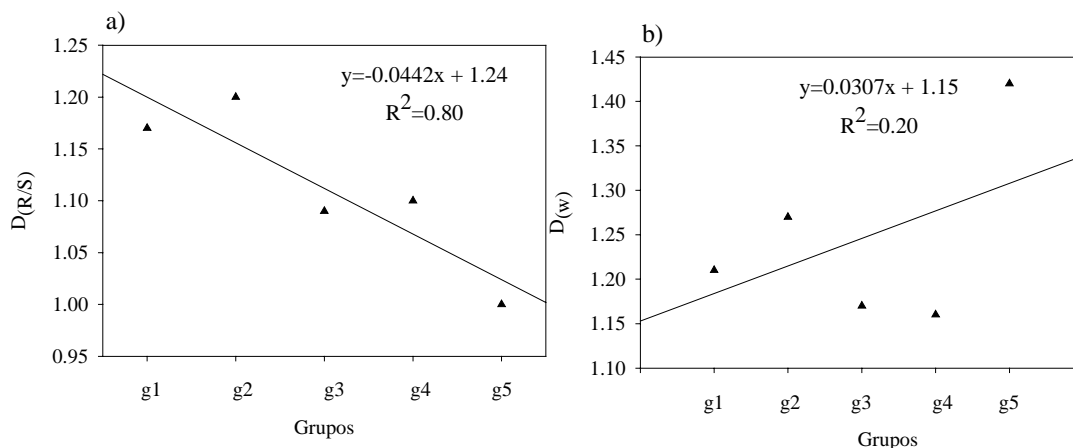 a)
y=-0.0442x + 1.24
R2=0.80
D(R/S)
1.25
1.20
1.15
1.10
1.05
1.00
0.95
g1 g2 g3 g4 g5
Grupos
b)
y=0.0307x + 1.15
R2=0.20
D(w)
1.45
1.40
1.35
1.30
1.25
1.20
1.15
1.10
g1 g2 g3 g4 g5
Grupos